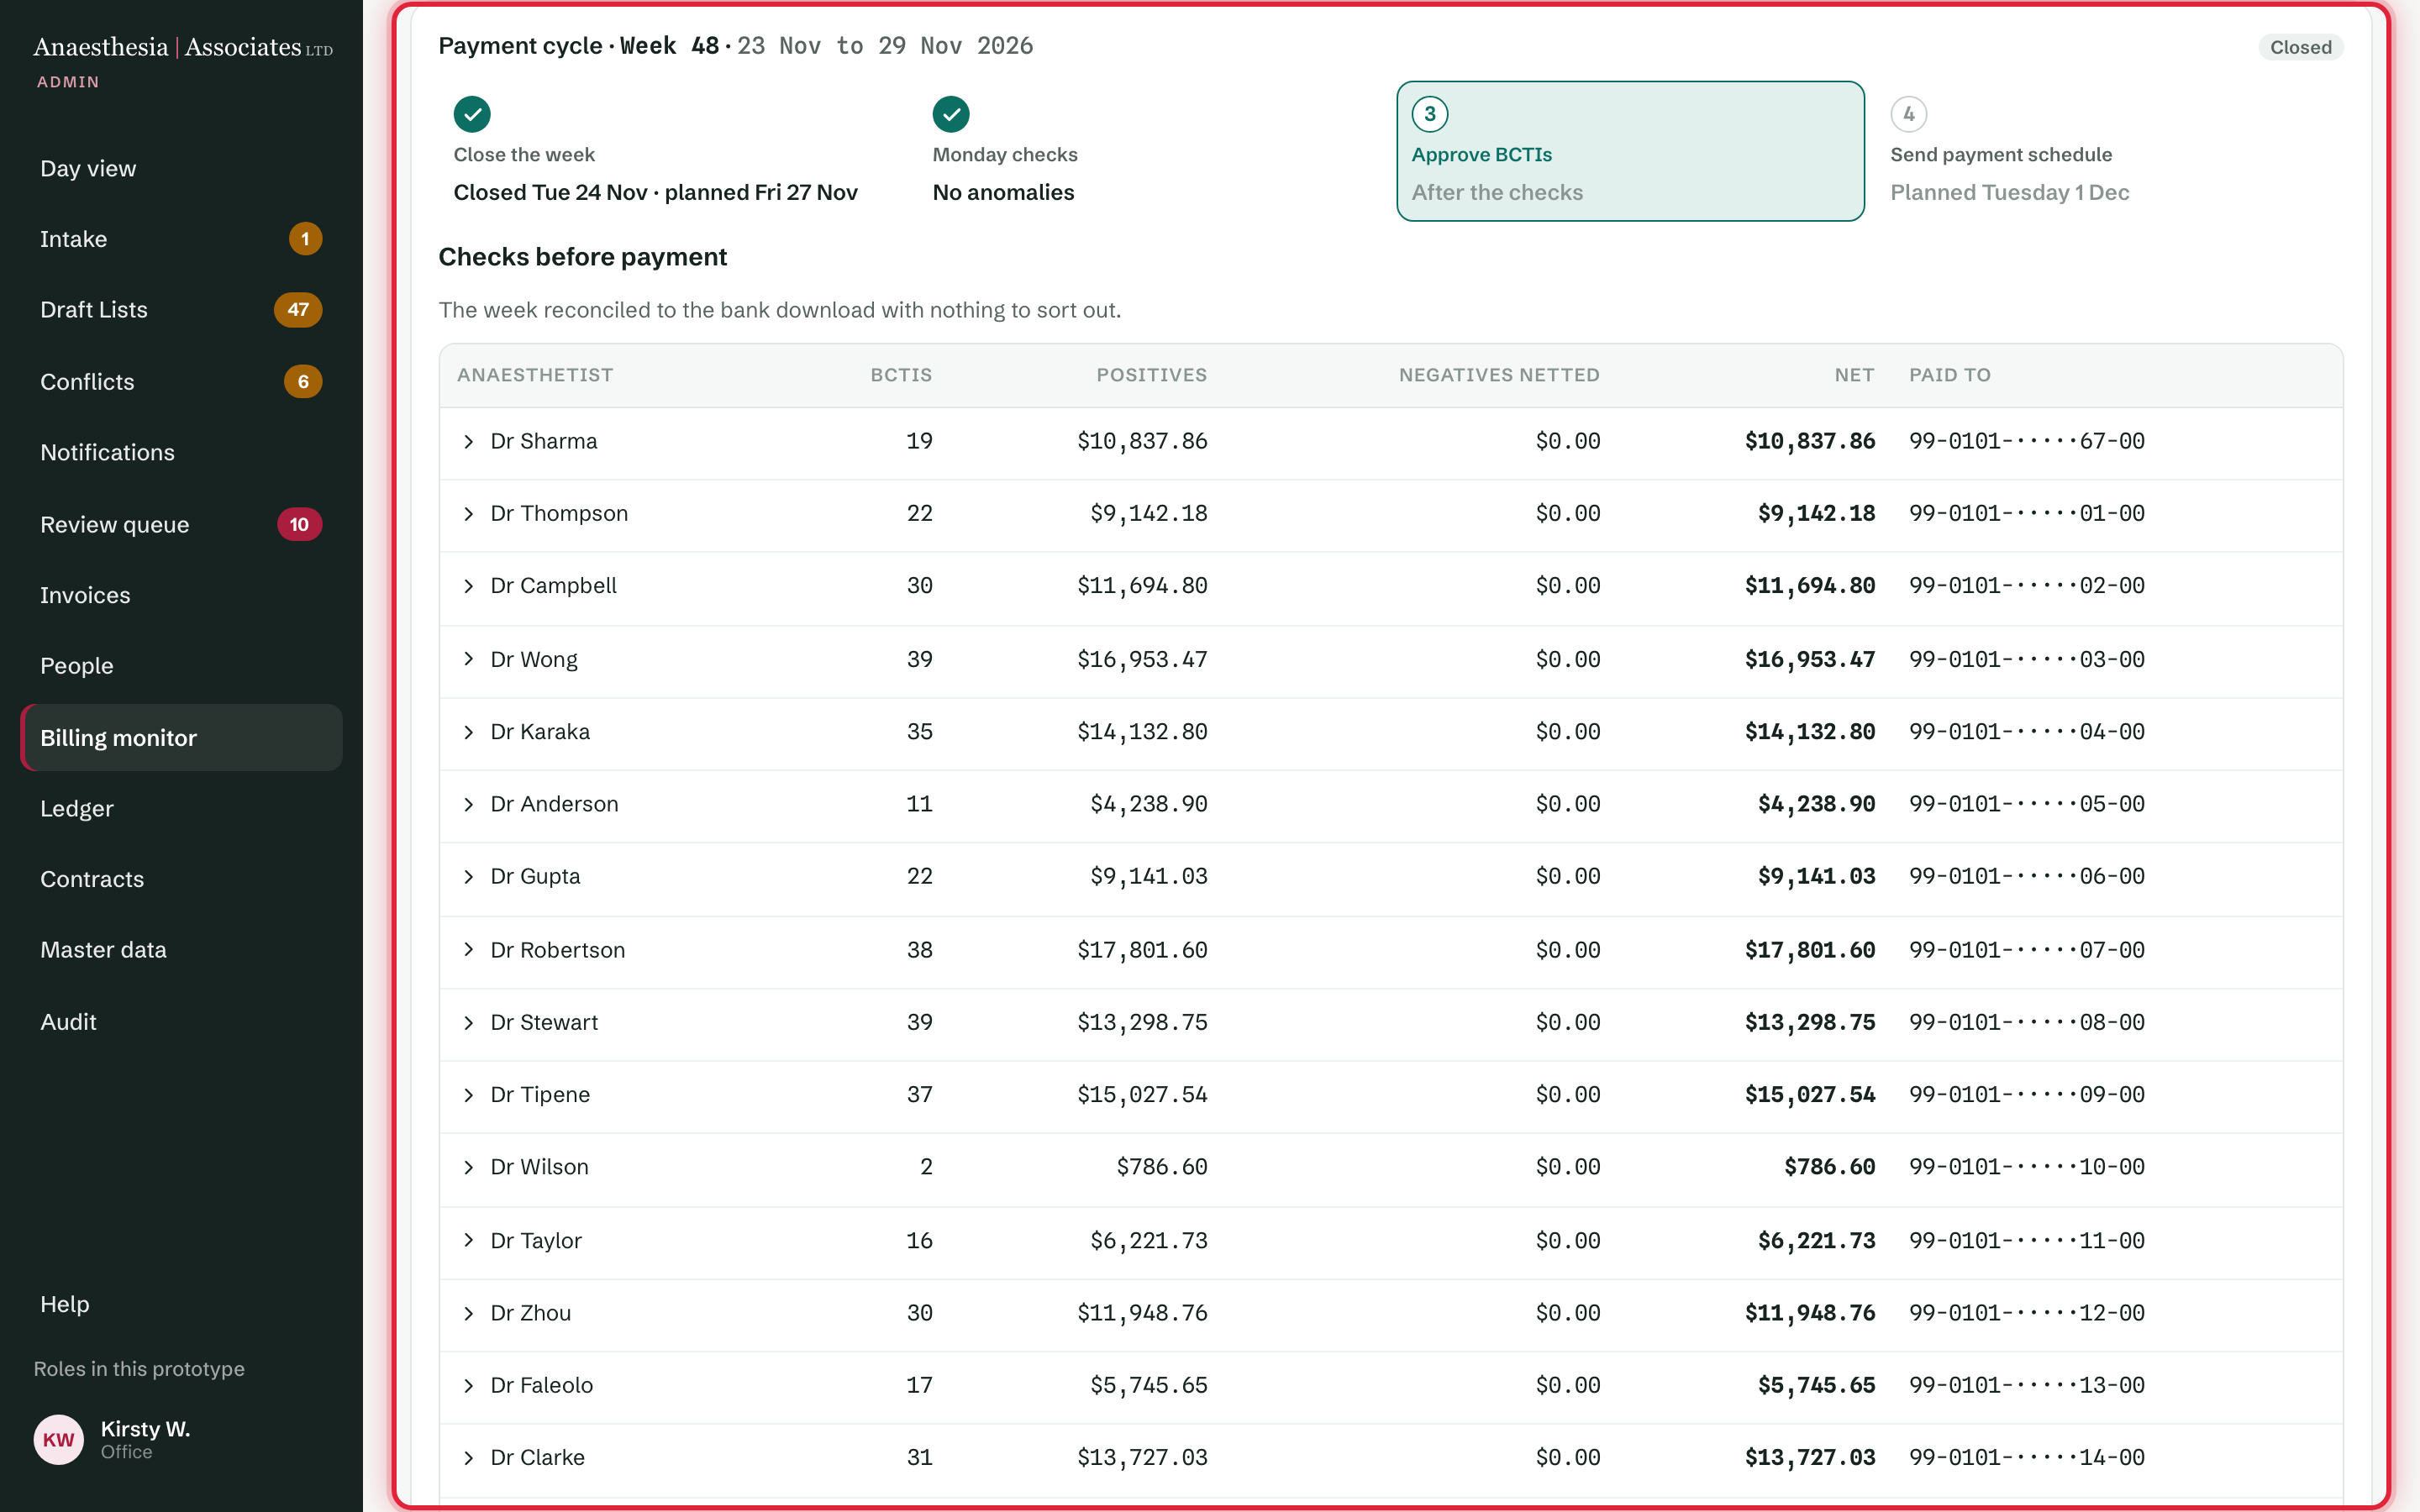 Anaesthesia | Associates LTD
ADMIN
Day view
Intake 1
Draft Lists 47
Conflicts 6
Notifications
Review queue 10
Invoices
People
Billing monitor
Ledger
Contracts
Master data
Audit
Help
Roles in this prototype
KW Kirsty W.
Office
Payment cycle · Week 48 · 23 Nov to 29 Nov 2026 Closed
3 4
Close the week Monday checks Approve BCTIs Send payment schedule
Closed Tue 24 Nov · planned Fri 27 Nov No anomalies After the checks Planned Tuesday 1 Dec
Checks before payment
The week reconciled to the bank download with nothing to sort out.
ANAESTHETIST BCTIS POSITIVES NEGATIVES NETTED NET PAID TO
Dr Sharma 19 $10,837.86 $0.00 $10,837.86 99-0101-·····67-00
Dr Thompson 22 $9,142.18 $0.00 $9,142.18 99-0101-·····01-00
Dr Campbell 30 $11,694.80 $0.00 $11,694.80 99-0101-·····02-00
Dr Wong 39 $16,953.47 $0.00 $16,953.47 99-0101-·····03-00
Dr Karaka 35 $14,132.80 $0.00 $14,132.80 99-0101-·····04-00
Dr Anderson 11 $4,238.90 $0.00 $4,238.90 99-0101-·····05-00
Dr Gupta 22 $9,141.03 $0.00 $9,141.03 99-0101-·····06-00
Dr Robertson 38 $17,801.60 $0.00 $17,801.60 99-0101-·····07-00
Dr Stewart 39 $13,298.75 $0.00 $13,298.75 99-0101-·····08-00
Dr Tipene 37 $15,027.54 $0.00 $15,027.54 99-0101-·····09-00
Dr Wilson 2 $786.60 $0.00 $786.60 99-0101-·····10-00
Dr Taylor 16 $6,221.73 $0.00 $6,221.73 99-0101-·····11-00
Dr Zhou 30 $11,948.76 $0.00 $11,948.76 99-0101-·····12-00
Dr Faleolo 17 $5,745.65 $0.00 $5,745.65 99-0101-·····13-00
Dr Clarke 31 $13,727.03 $0.00 $13,727.03 99-0101-·····14-00